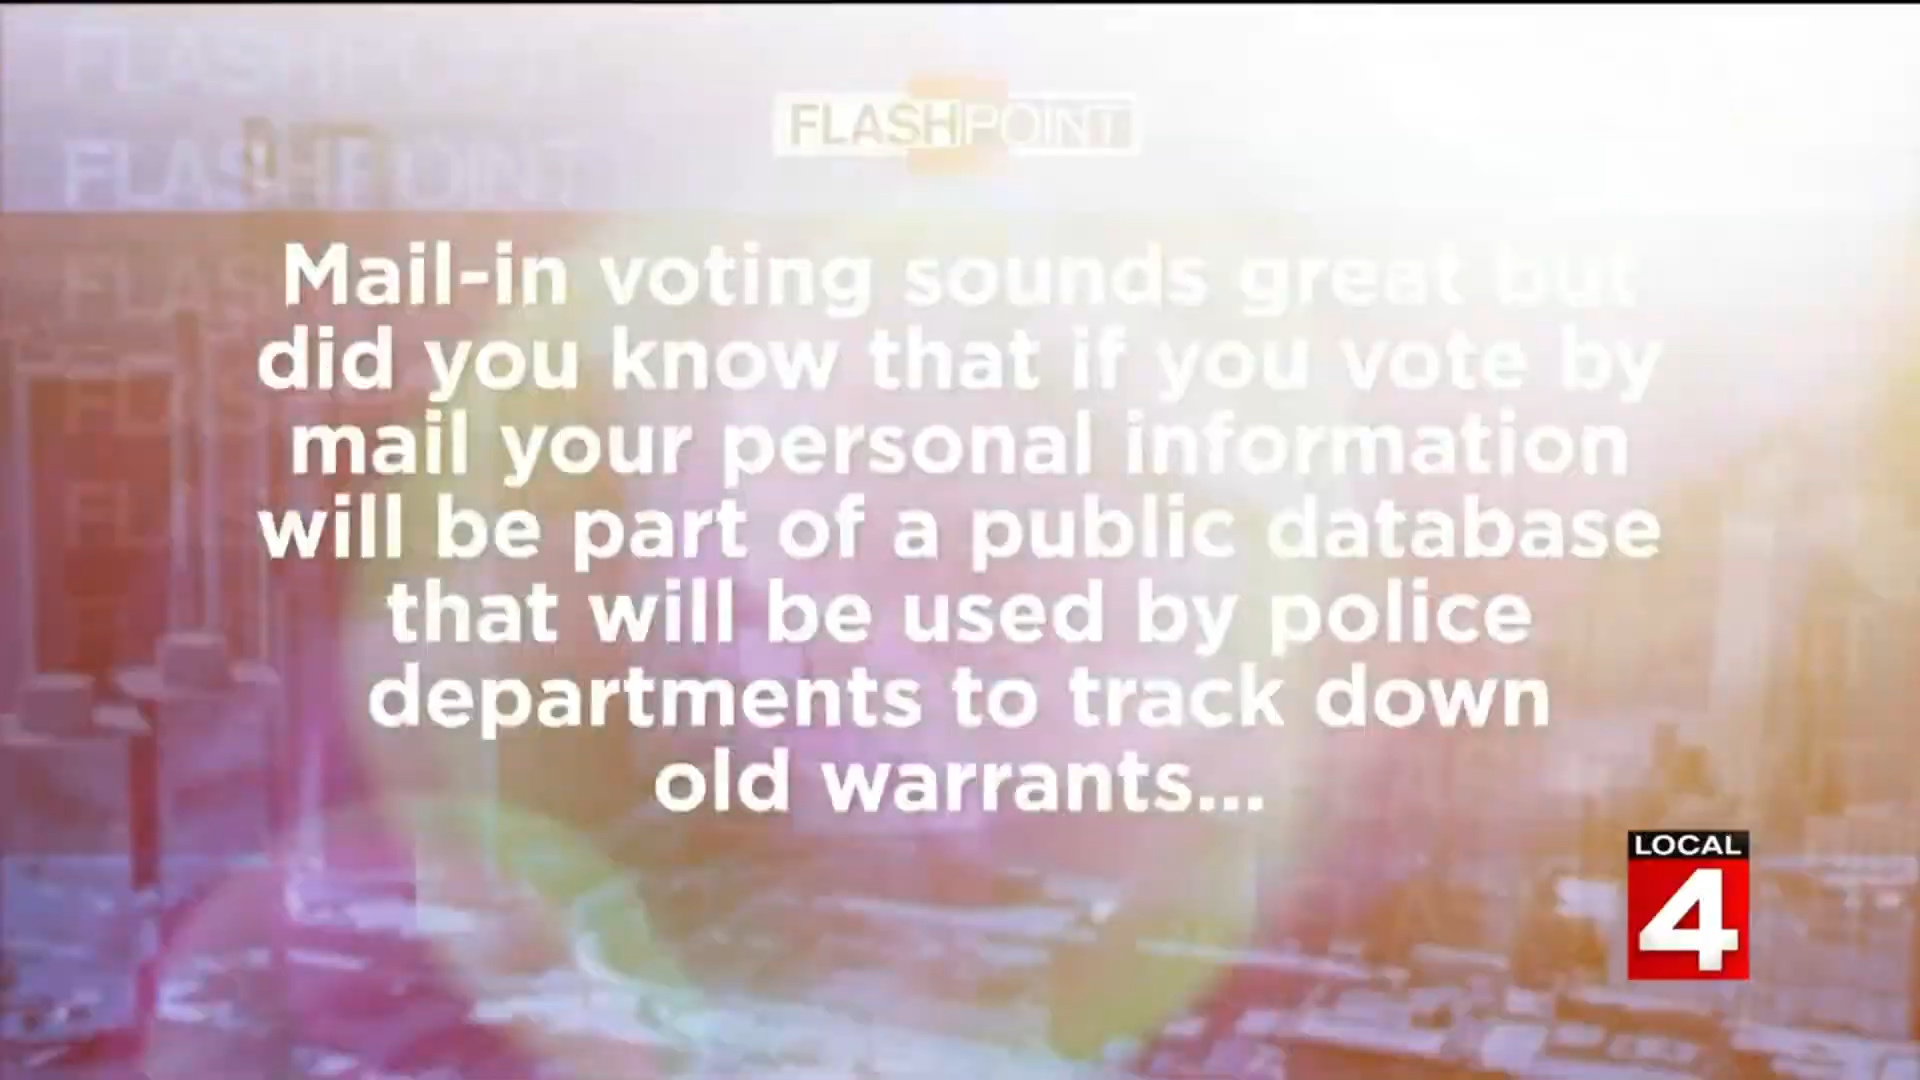 FLASHPOINT
FLASHPOINT
FLASHPOINT
Mail-in voting sounds great but
did you know that if you vote by
mail your personal information
will be part of a public database
that will be used by police
departments to track down
old warrants...
LOCAL
4